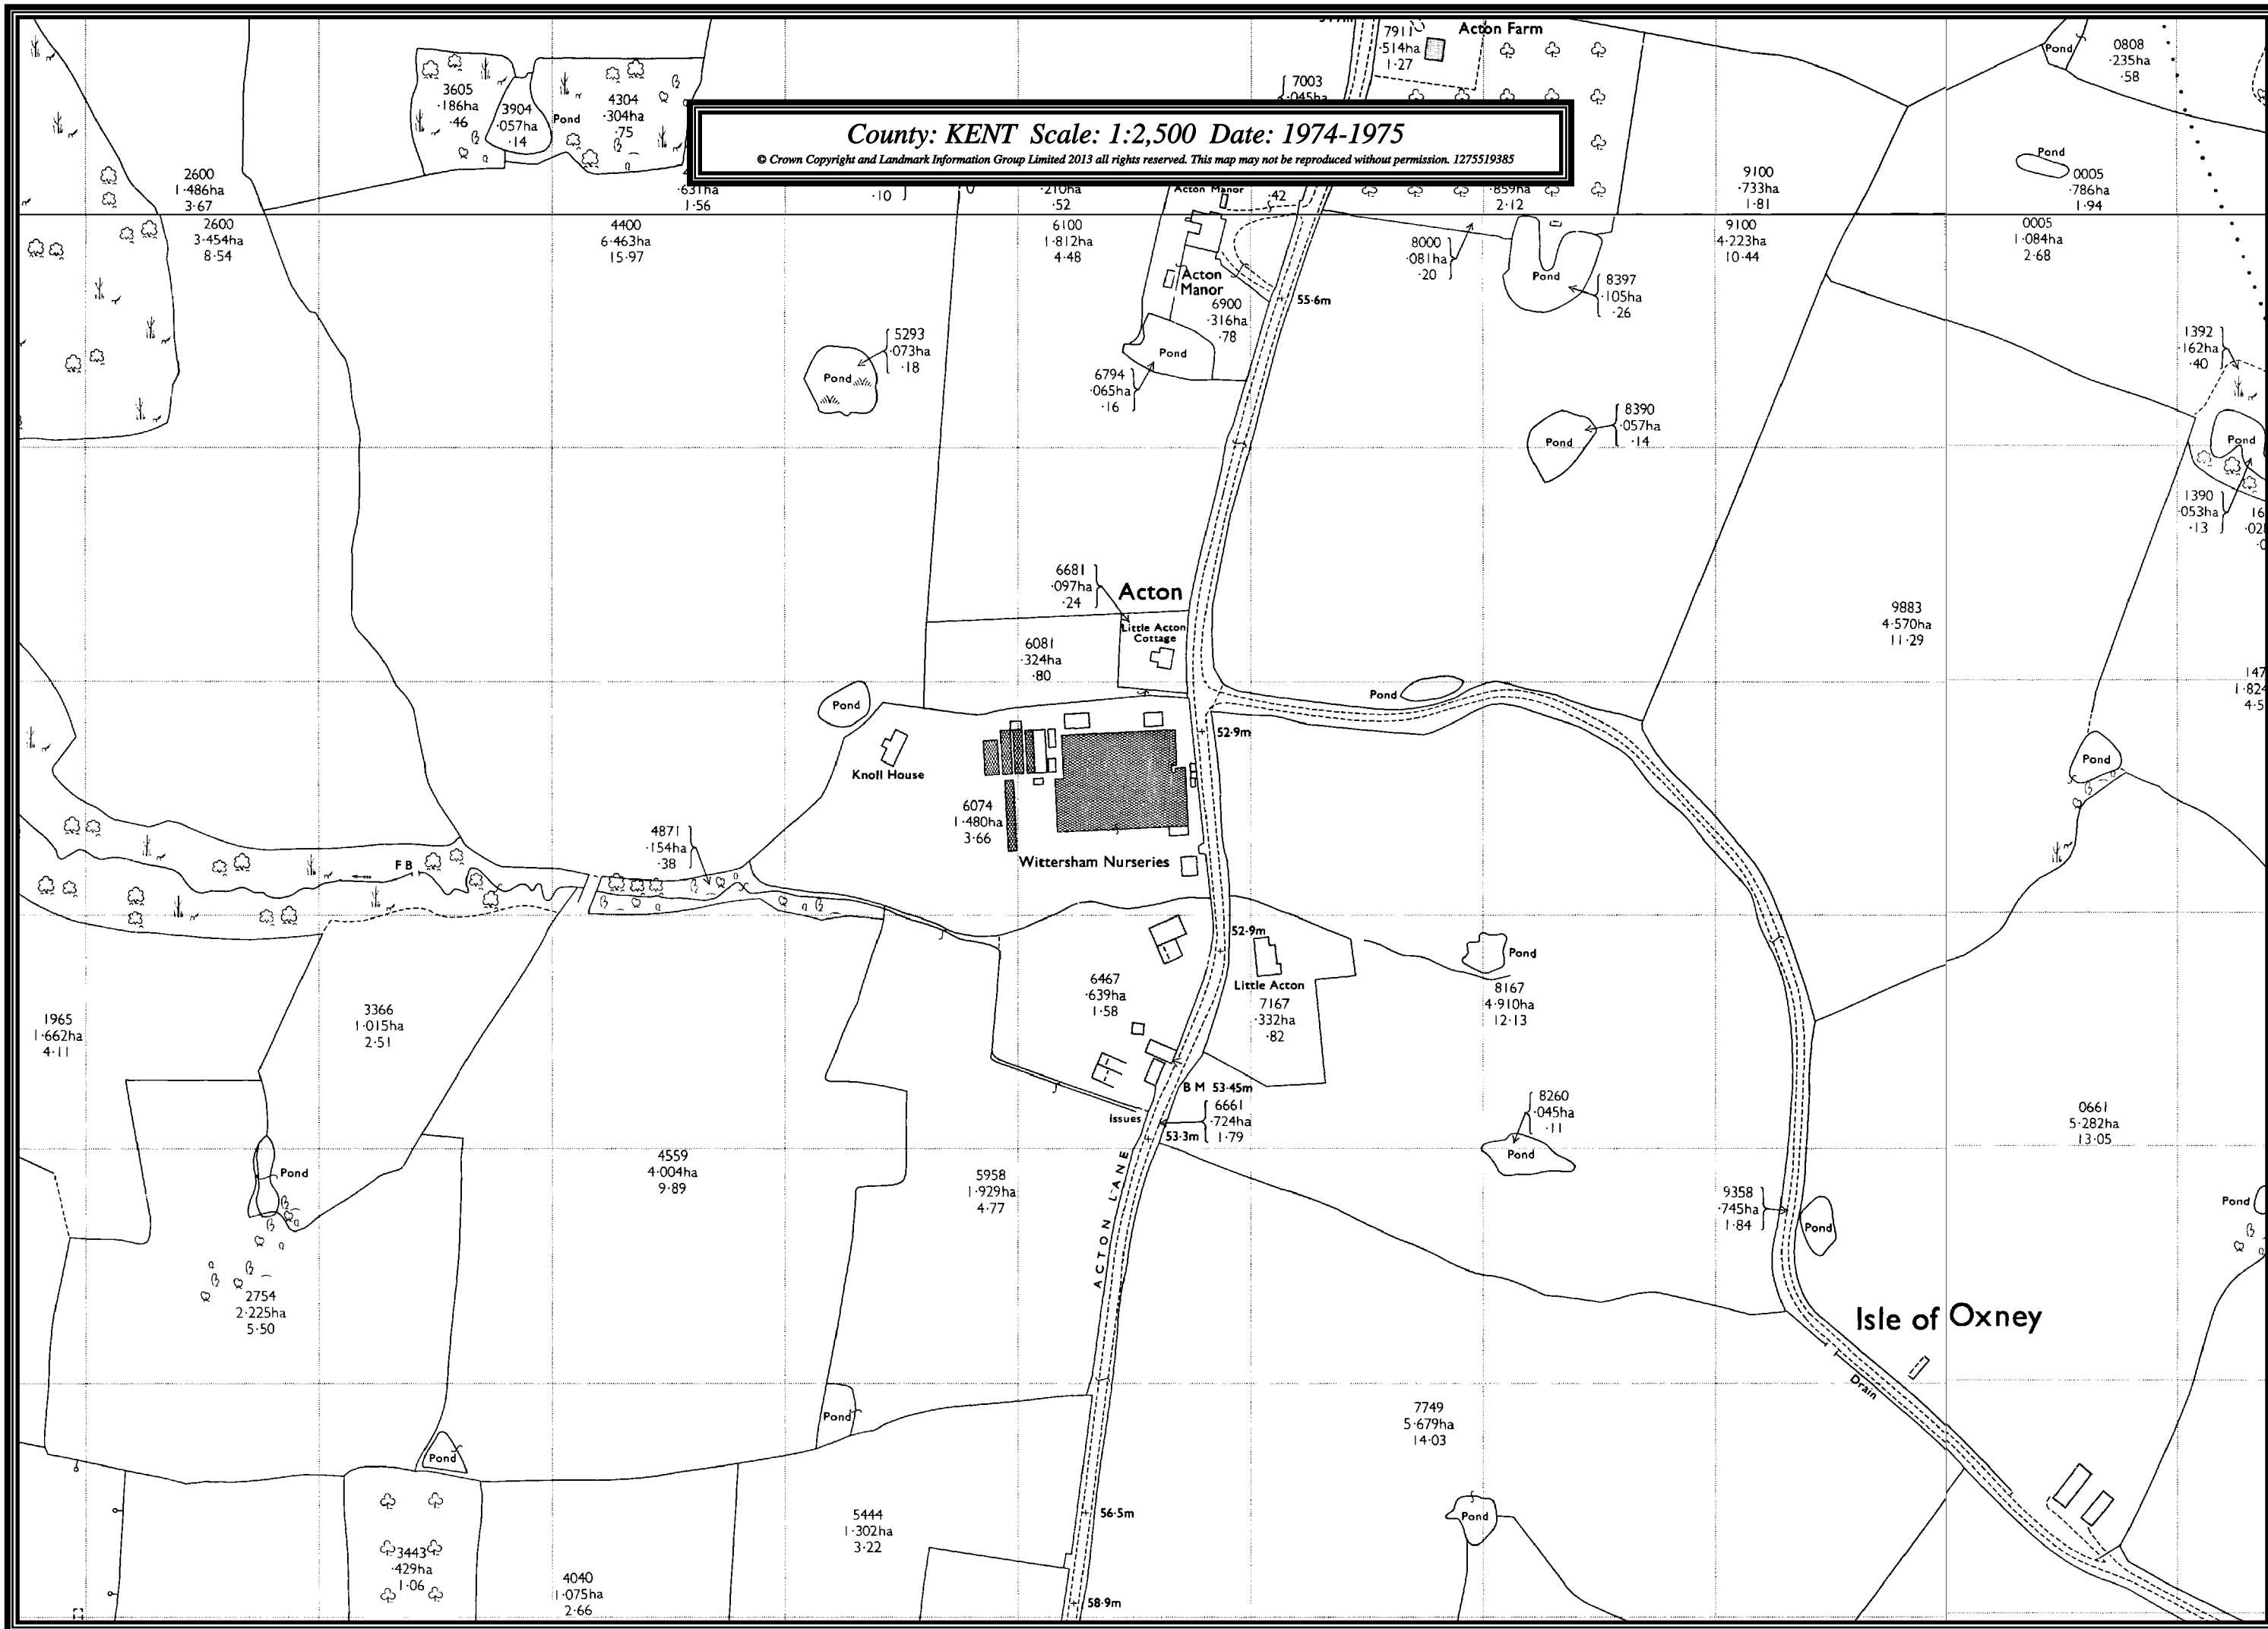 Acton Farm
7911
·514ha
1·27
Pond
0808
·235ha
·58
7003
·045ha
3605
·186ha
·46
3904
·057ha
·14
Pond
4304
·304ha
·75
County: KENT Scale: 1:2,500 Date: 1974-1975
© Crown Copyright and Landmark Information Group Limited 2013 all rights reserved. This map may not be reproduced without permission. 1275519385
2600
1·486ha
3·67
·631ha
1·56
·10
·210ha
·52
Acton Manor
·42
·859ha
2·12
9100
·733ha
1·81
Pond
0005
·786ha
1·94
2600
3·454ha
8·54
4400
6·463ha
15·97
6100
1·812ha
4·48
8000
·081ha
·20
9100
4·223ha
10·44
0005
1·084ha
2·68
Acton
Manor
6900
·316ha
·78
55·6m
Pond
8397
·105ha
·26
5293
·073ha
·18
Pond
Pond
6794
·065ha
·16
1392
·162ha
·40
8390
·057ha
·14
Pond
Pond
1390
·053ha
·13
6681
·097ha
·24
Acton
Little Acton
Cottage
6081
·324ha
·80
9883
4·570ha
11·29
Pond
Pond
52·9m
Knoll House
Pond
6074
1·480ha
3·66
Wittersham Nurseries
4871
·154ha
·38
F B
52·9m
Pond
6467
·639ha
1·58
Little Acton
7167
·332ha
·82
8167
4·910ha
12·13
1965
1·662ha
4·11
3366
1·015ha
2·51
B M 53·45m
Issues
6661
·724ha
1·79
53·3m
8260
·045ha
·11
Pond
0661
5·282ha
13·05
Pond
4559
4·004ha
9·89
5958
1·929ha
4·77
ACTON LANE
9358
·745ha
1·84
Pond
Pond
2754
2·225ha
5·50
Isle of Oxney
Drain
Pond
7749
5·679ha
14·03
Pond
5444
1·302ha
3·22
56·5m
Pond
3443
·429ha
1·06
4040
1·075ha
2·66
58·9m